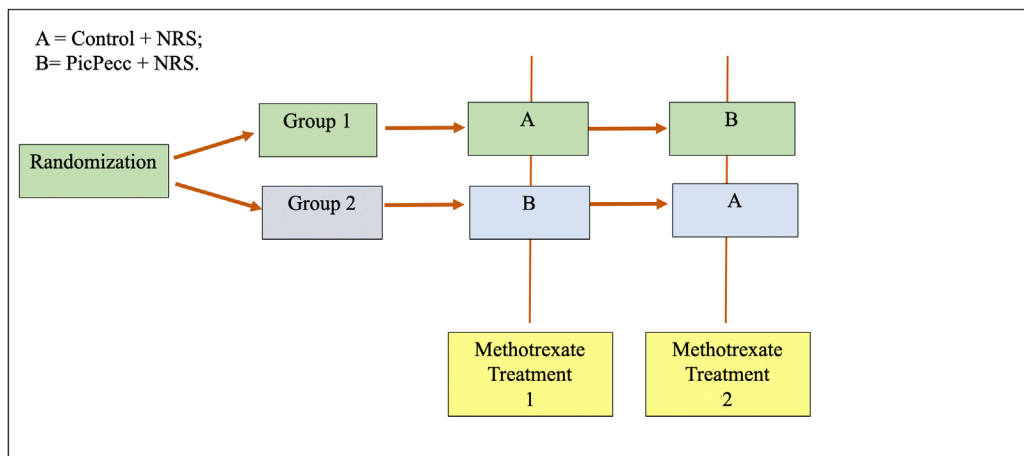 A = Control + NRS;
B= PicPecc + NRS.
Randomization
Group 1
A
B
Group 2
B
A
Methotrexate
Treatment
1
Methotrexate
Treatment
2